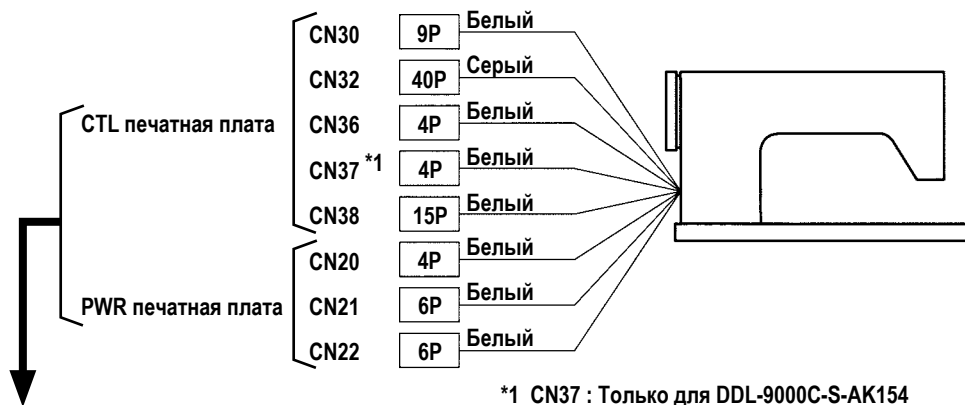 CTL печатная плата
CN30 9P Белый
CN32 40P Серый
CN36 4P Белый
CN37 *1 4P Белый
CN38 15P Белый
PWR печатная плата
CN20 4P Белый
CN21 6P Белый
CN22 6P Белый
*1 CN37 : Только для DDL-9000C-S-AK154